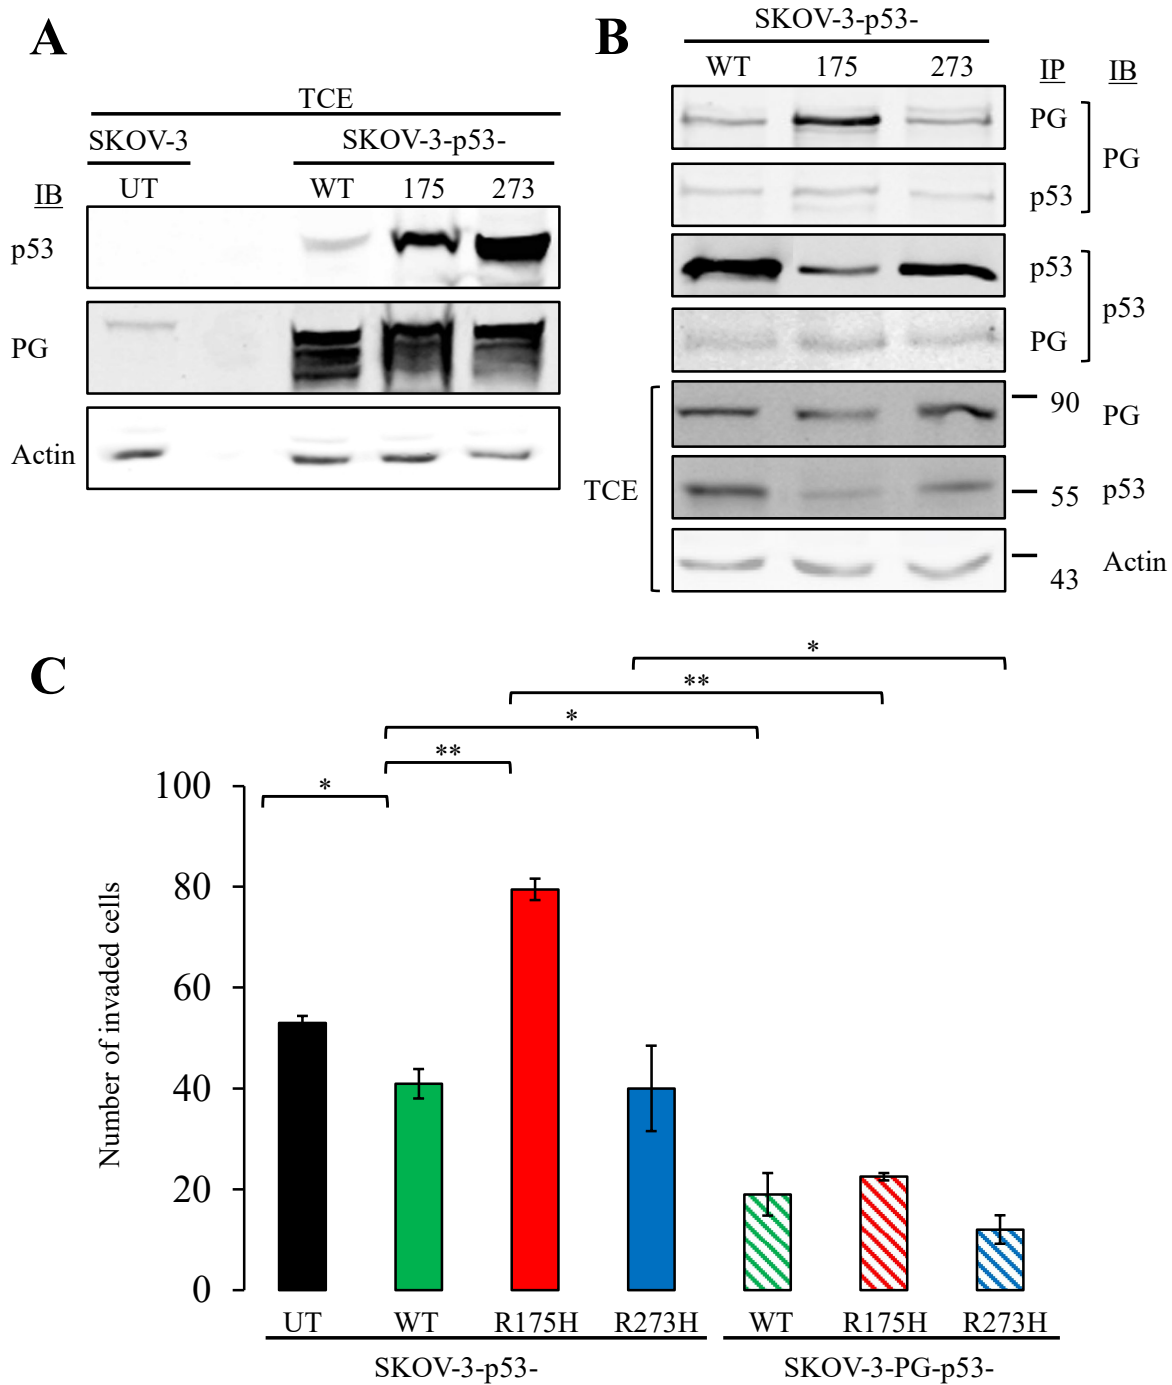 A
TCE
SKOV-3 SKOV-3-p53-
IB UT WT 175 273
p53
PG
Actin
B
SKOV-3-p53-
WT 175 273 IP IB
PG
PG
p53
p53
p53
PG
TCE
90 PG
55 p53
43 Actin
C
*
**
*
**
*
100
80
60
40
20
0
Number of invaded cells
UT WT R175H R273H WT R175H R273H
SKOV-3-p53- SKOV-3-PG-p53-